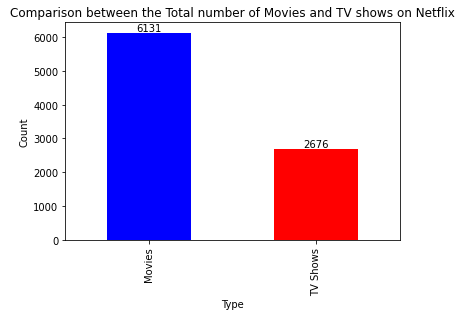 Comparison between the Total number of Movies and TV shows on Netflix
6131
2676
6000
5000
4000
3000
2000
1000
0
Count
Movies
TV Shows
Type